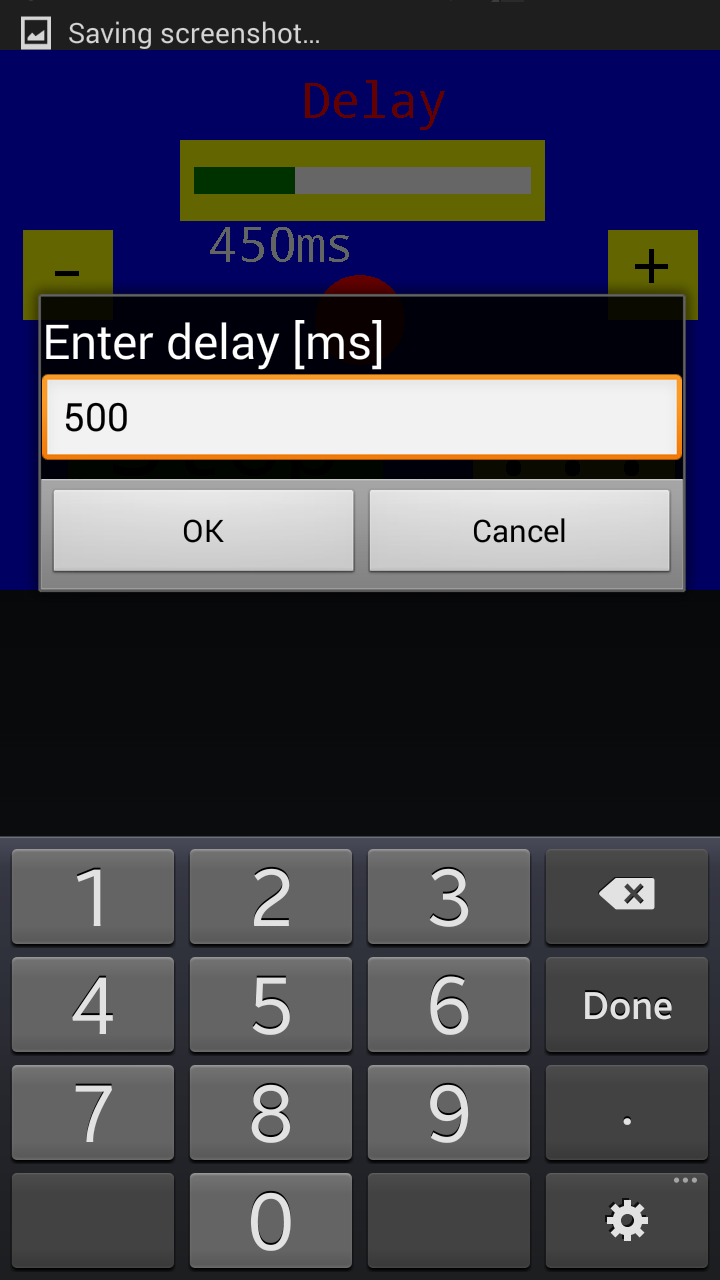 Saving screenshot...
Delay
450ms
- +
Enter delay [ms]
500
OK Cancel
1 2 3
4 5 6 Done
7 8 9 .
0